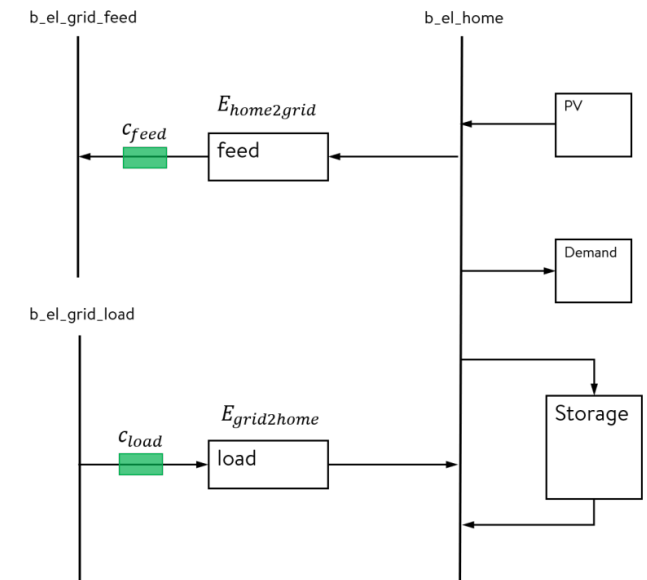 b_el_grid_feed
b_el_home
E_home2grid
PV
c_feed
feed
Demand
b_el_grid_load
E_grid2home
Storage
c_load
load